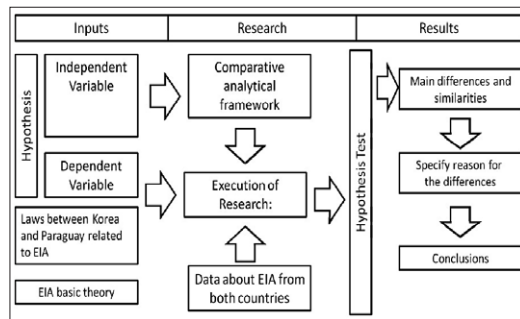 Inputs
Research
Results
Hypothesis
Independent
Variable
Dependent
Variable
Laws between Korea
and Paraguay related
to EIA
EIA basic theory
Comparative
analytical
framework
Execution of
Research:
Data about EIA from
both countries
Hypothesis Test
Main differences and
similarities
Specify reason for
the differences
Conclusions